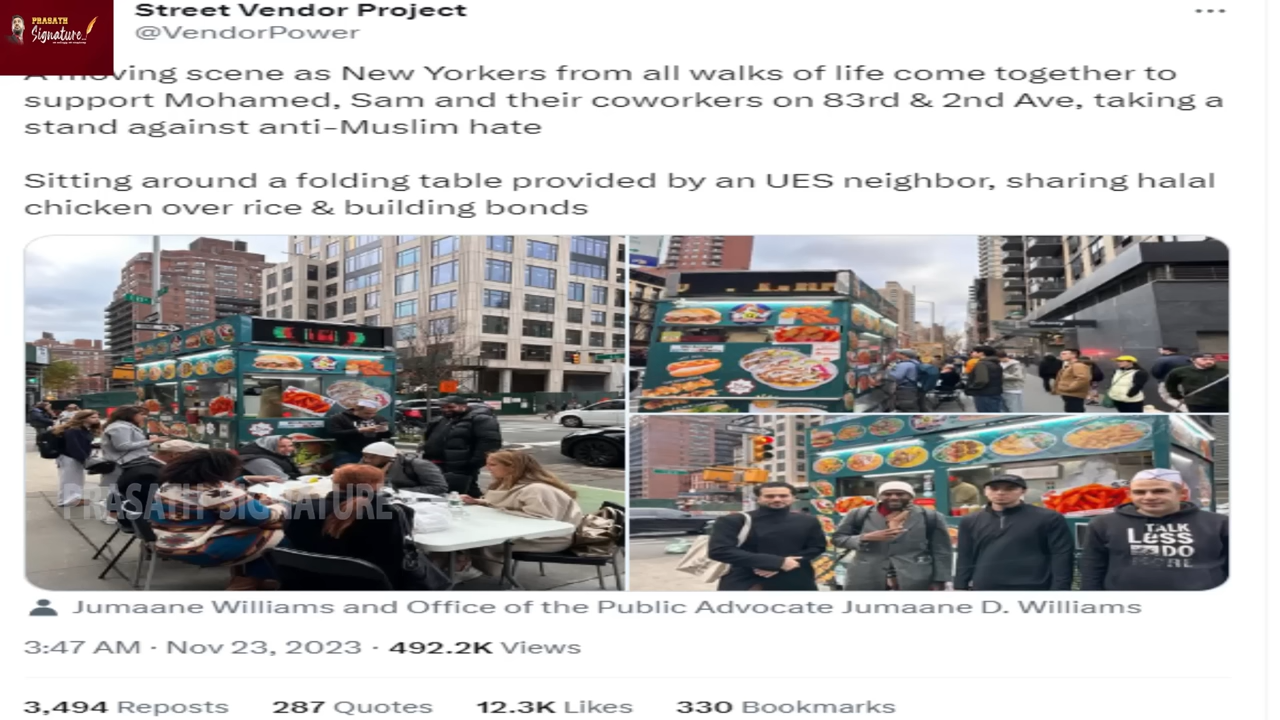 PRASATH
Signature
Street Vendor Project
@VendorPower
A moving scene as New Yorkers from all walks of life come together to
support Mohamed, Sam and their coworkers on 83rd & 2nd Ave, taking a
stand against anti-Muslim hate
Sitting around a folding table provided by an UES neighbor, sharing halal
chicken over rice & building bonds
PRASATH SIGNATURE
TALK
LESS
DO
MORE
Jumaane Williams and Office of the Public Advocate Jumaane D. Williams
3:47 AM · Nov 23, 2023 · 492.2K Views
3,494 Reposts 287 Quotes 12.3K Likes 330 Bookmarks